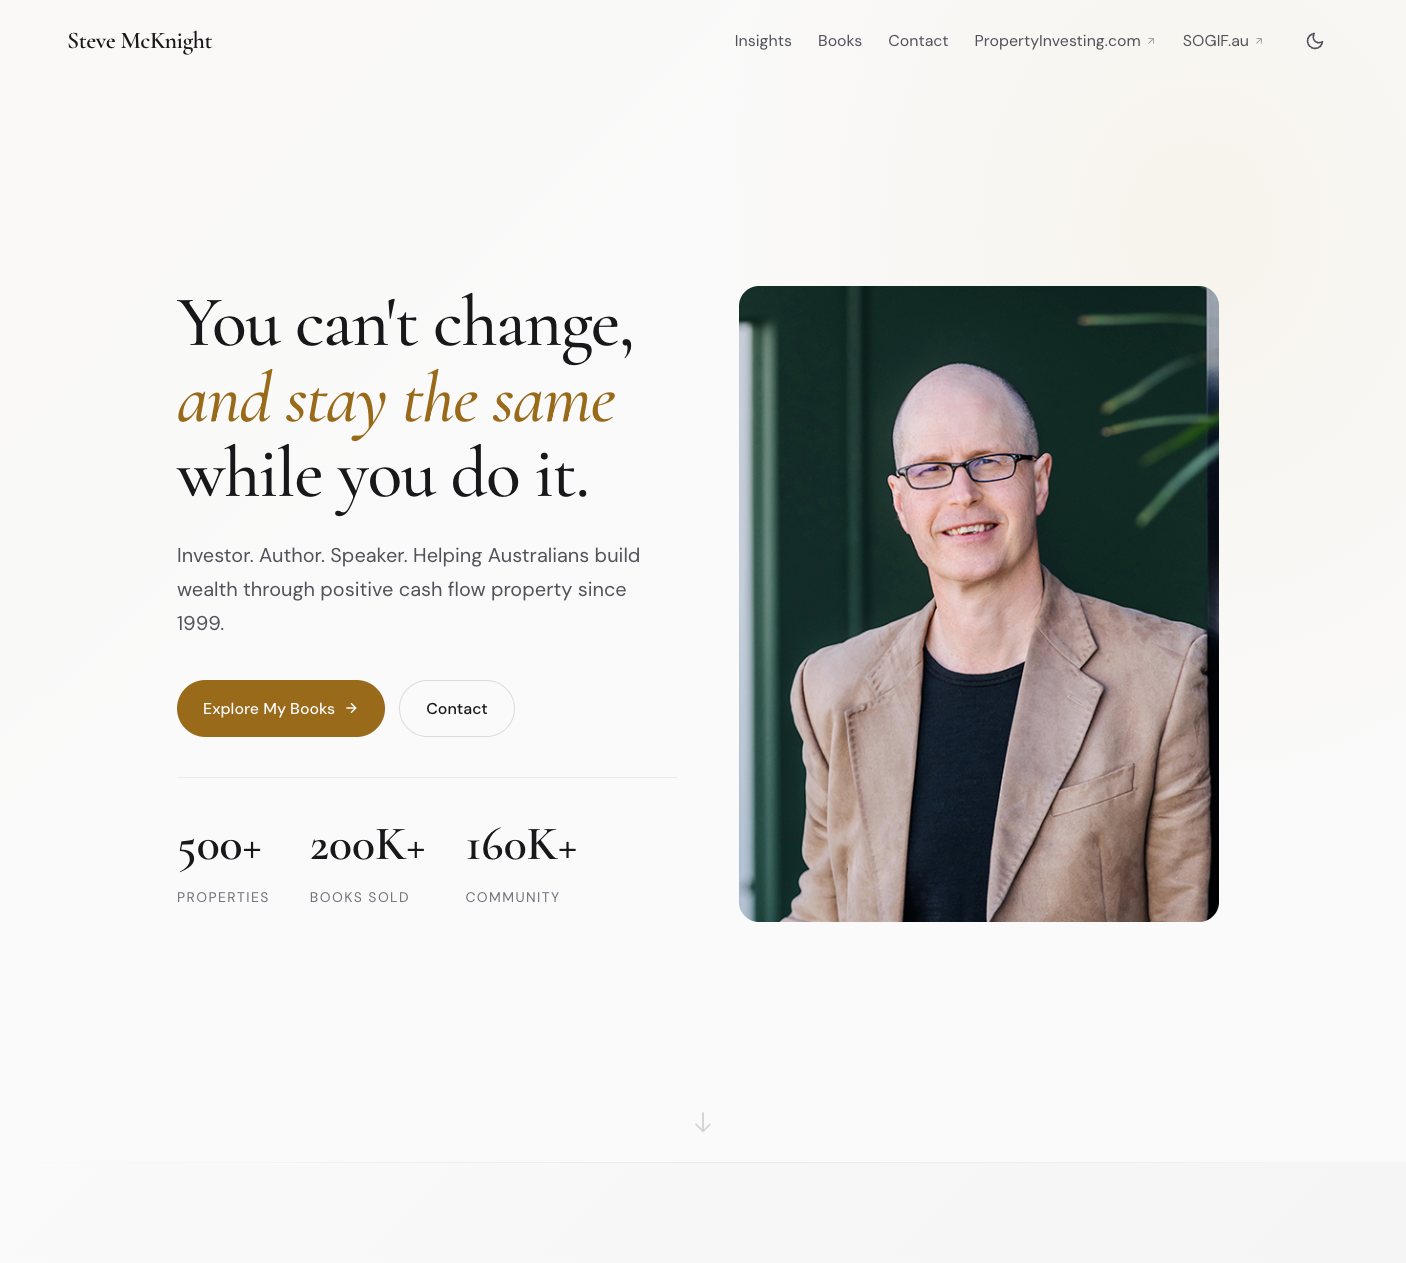 Steve McKnight
Insights
Books
Contact
PropertyInvesting.com
SOGIF.au
You can't change,
and stay the same
while you do it.
Investor. Author. Speaker. Helping Australians build
wealth through positive cash flow property since
1999.
Explore My Books
Contact
500+
200K+
160K+
PROPERTIES
BOOKS SOLD
COMMUNITY